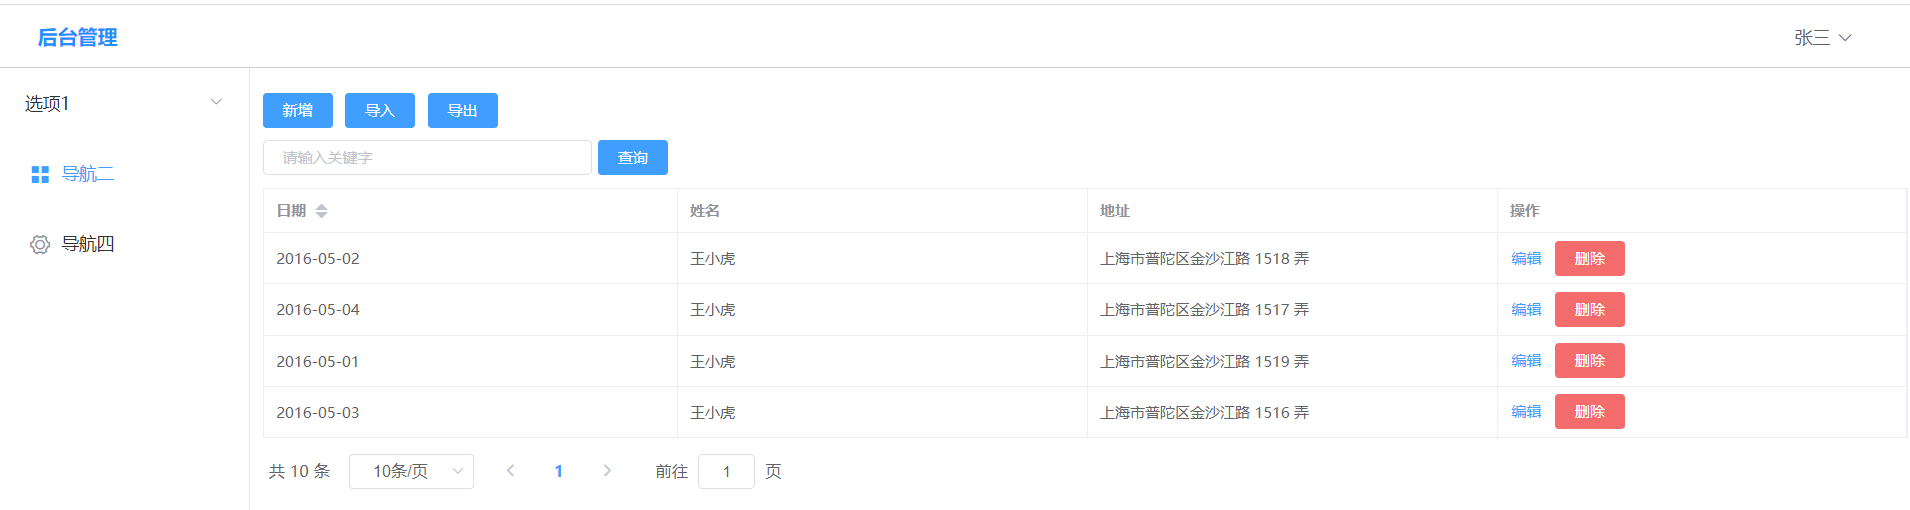 后台管理
张三
选项1
导航二
导航四
新增 导入 导出
请输入关键字 查询
日期 姓名 地址 操作
2016-05-02 王小虎 上海市普陀区金沙江路 1518 弄 编辑 删除
2016-05-04 王小虎 上海市普陀区金沙江路 1517 弄 编辑 删除
2016-05-01 王小虎 上海市普陀区金沙江路 1519 弄 编辑 删除
2016-05-03 王小虎 上海市普陀区金沙江路 1516 弄 编辑 删除
共 10 条 10条/页 1 前往 1 页